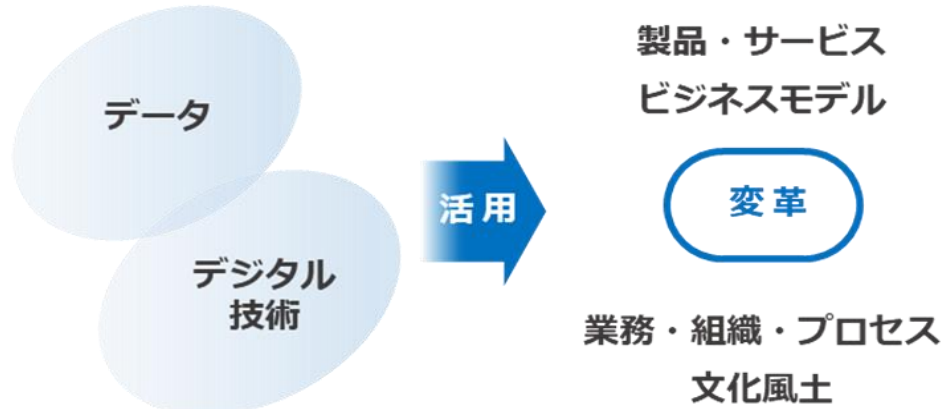 データ
デジタル
技術
活用
製品・サービス
ビジネスモデル
変革
業務・組織・プロセス
文化風土